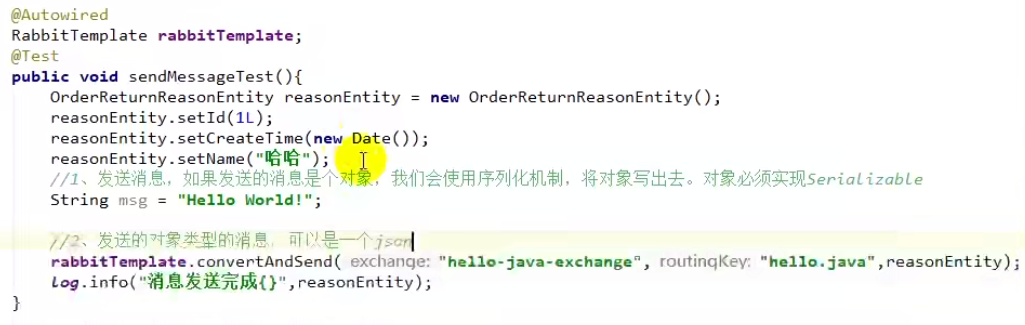 @Autowired
RabbitTemplate rabbitTemplate;
@Test
public void sendMessageTest(){
    OrderReturnReasonEntity reasonEntity = new OrderReturnReasonEntity();
    reasonEntity.setId(1L);
    reasonEntity.setCreateTime(new Date());
    reasonEntity.setName("哈哈");
    //1、发送消息，如果发送的消息是个对象，我们会使用序列化机制，将对象写出去。对象必须实现Serializable
    String msg = "Hello World!";
    //2、发送的对象类型的消息，可以是一个json
    rabbitTemplate.convertAndSend( exchange: "hello-java-exchange", routingKey: "hello.java",reasonEntity);
    log.info("消息发送完成{}",reasonEntity);
}